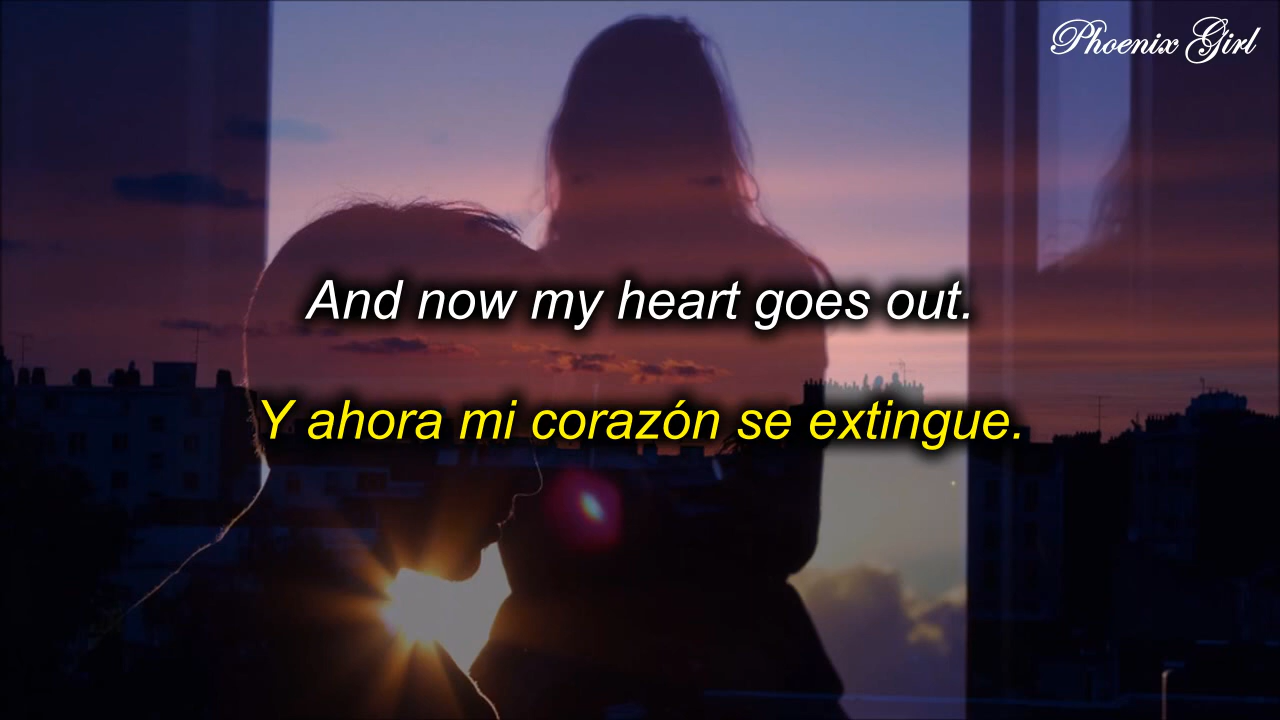 Phoenix Girl
And now my heart goes out.
Y ahora mi corazón se extingue.